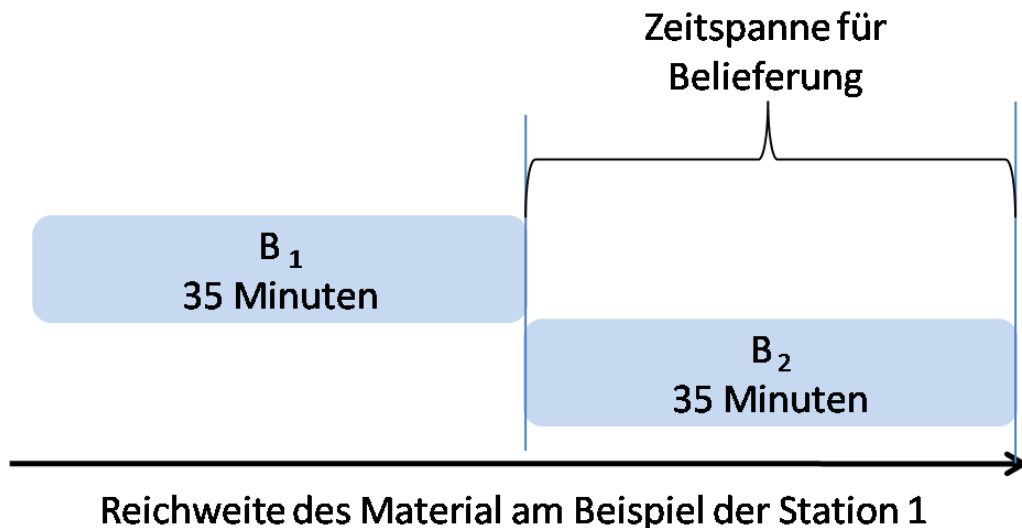 Zeitspanne für
Belieferung
B 1
35 Minuten
B 2
35 Minuten
Reichweite des Material am Beispiel der Station 1